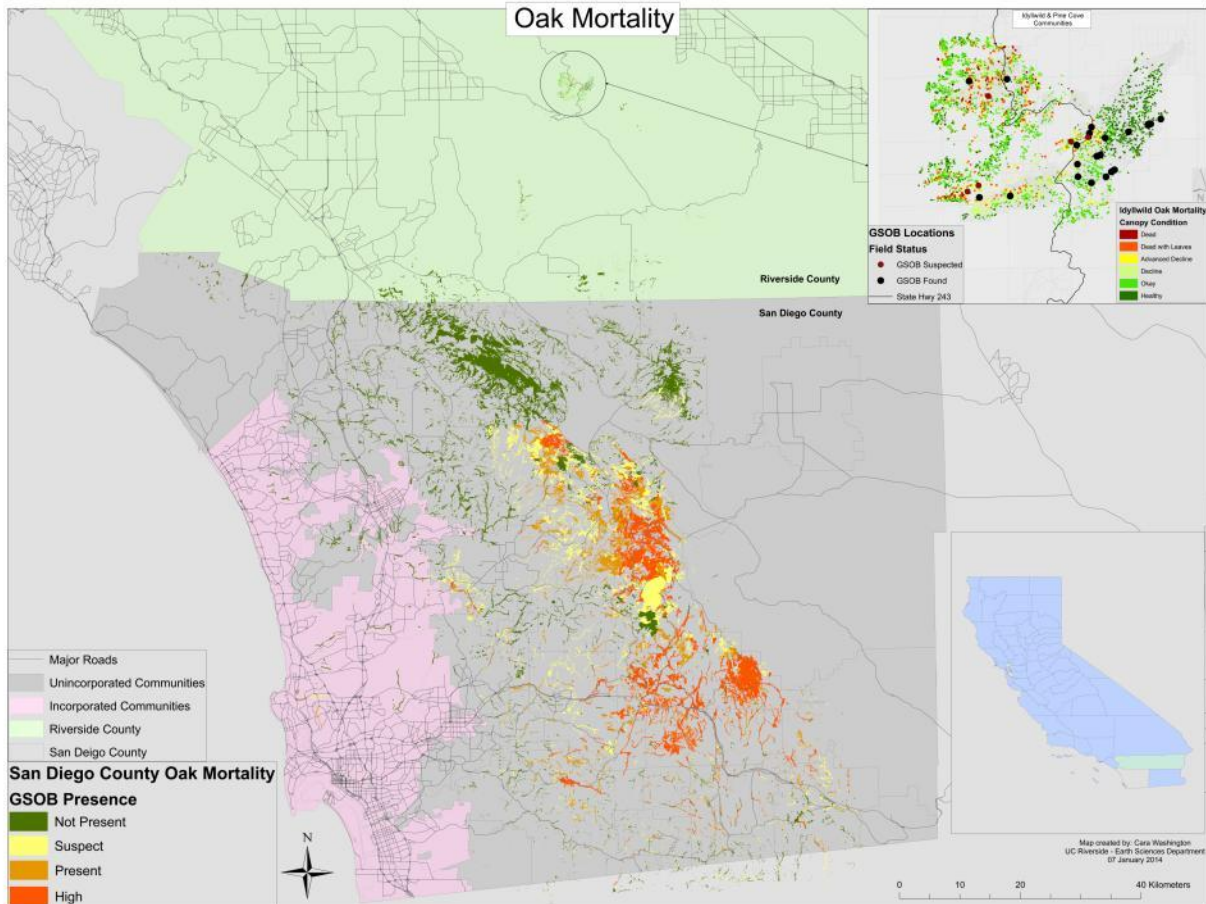 Oak Mortality
Idyllwild & Pine Cove
Communities
GSOB Locations
Field Status
GSOB Suspected
GSOB Found
State Hwy 243
Idyllwild Oak Mortality
Canopy Condition
Dead
Dead with Leaves
Advanced Decline
Decline
Okay
Healthy
N
Riverside County
San Diego County
Major Roads
Unincorporated Communities
Incorporated Communities
Riverside County
San Deigo County
San Diego County Oak Mortality
GSOB Presence
Not Present
Suspect
Present
High
N
Map created by: Cara Washington
UC Riverside - Earth Sciences Department
07 January 2014
0 10 20 40 Kilometers